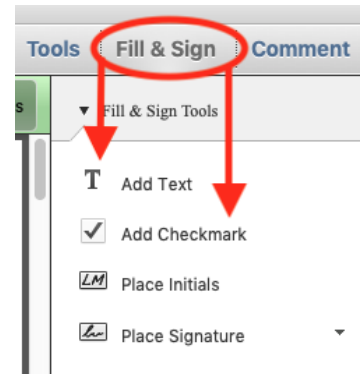 Tools Fill & Sign Comment
s Fill & Sign Tools
T Add Text
Add Checkmark
LM Place Initials
Place Signature